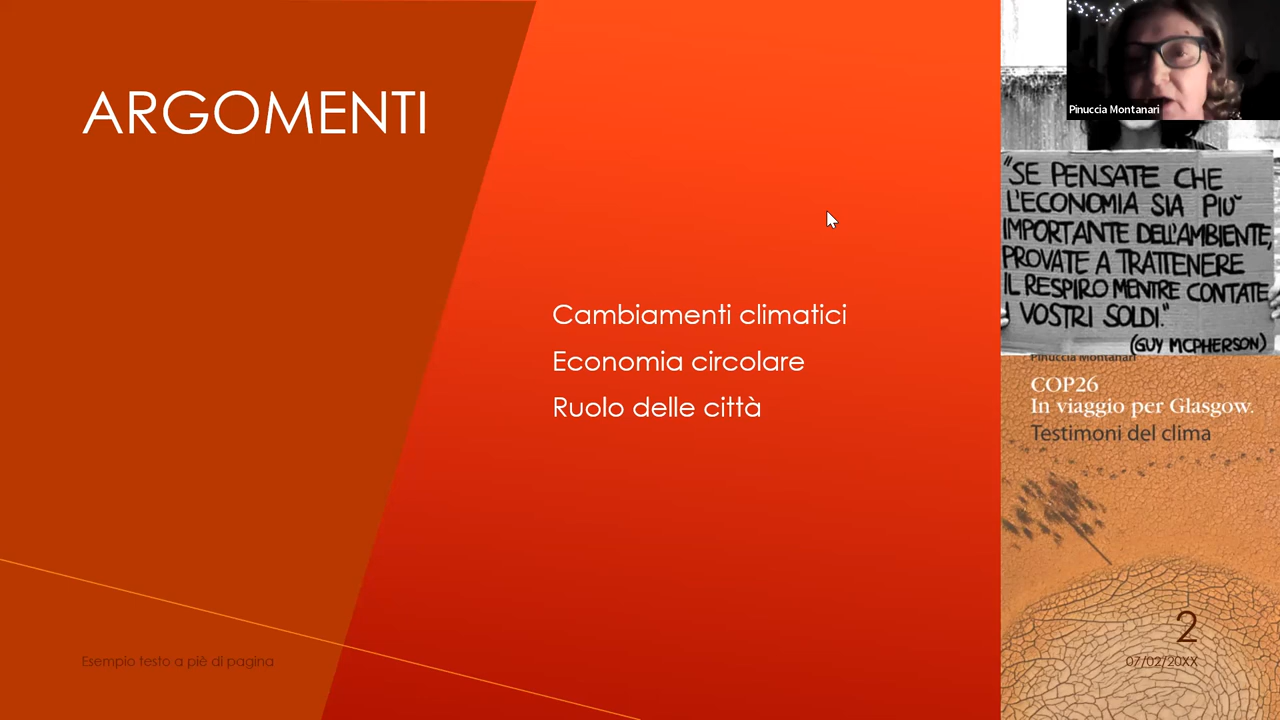 ARGOMENTI
Cambiamenti climatici
Economia circolare
Ruolo delle città
Esempio testo a piè di pagina
Pinuccia Montanari
"SE PENSATE CHE
L'ECONOMIA SIA PIU'
IMPORTANTE DELL'AMBIENTE,
PROVATE A TRATTENERE
IL RESPIRO MENTRE CONTATE
I VOSTRI SOLDI."
(GUY MCPHERSON)
Pinuccia Montanari
COP26
In viaggio per Glasgow.
Testimoni del clima
2
07/02/20XX